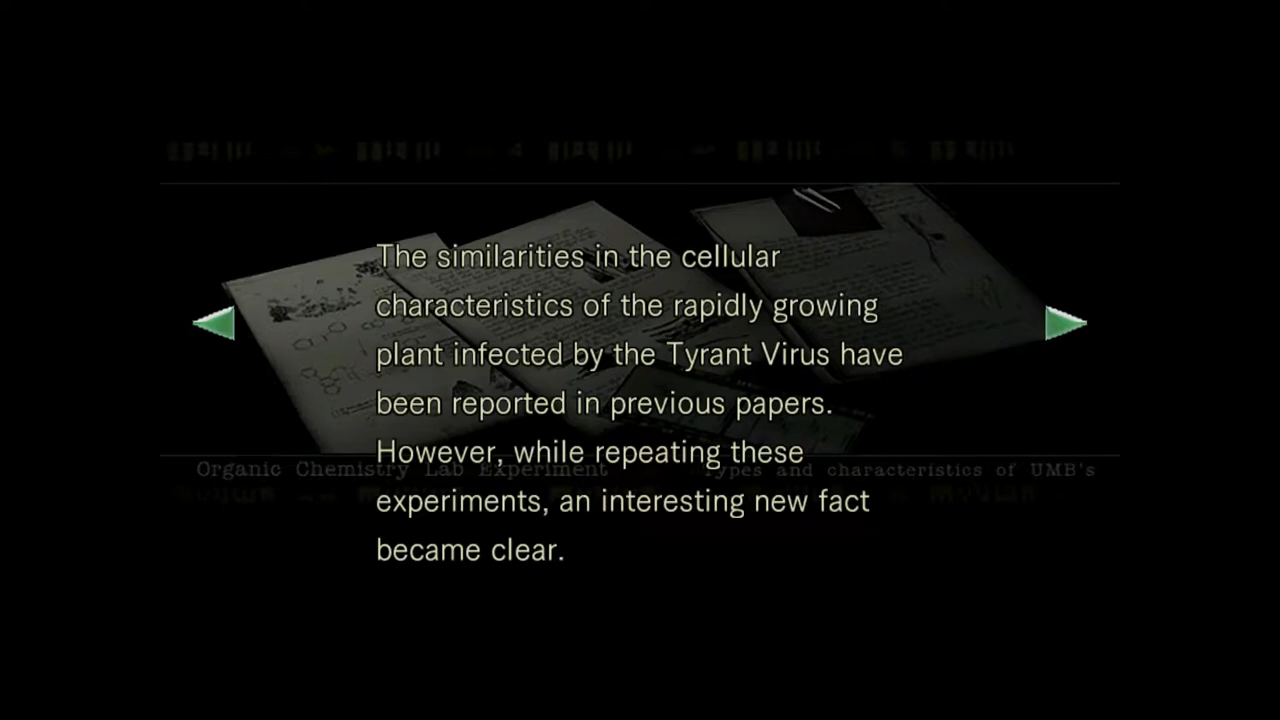 The similarities in the cellular
characteristics of the rapidly growing
plant infected by the Tyrant Virus have
been reported in previous papers.
However, while repeating these
Organic Chemistry Lab Experiment Types and characteristics of UMB's
experiments, an interesting new fact
became clear.